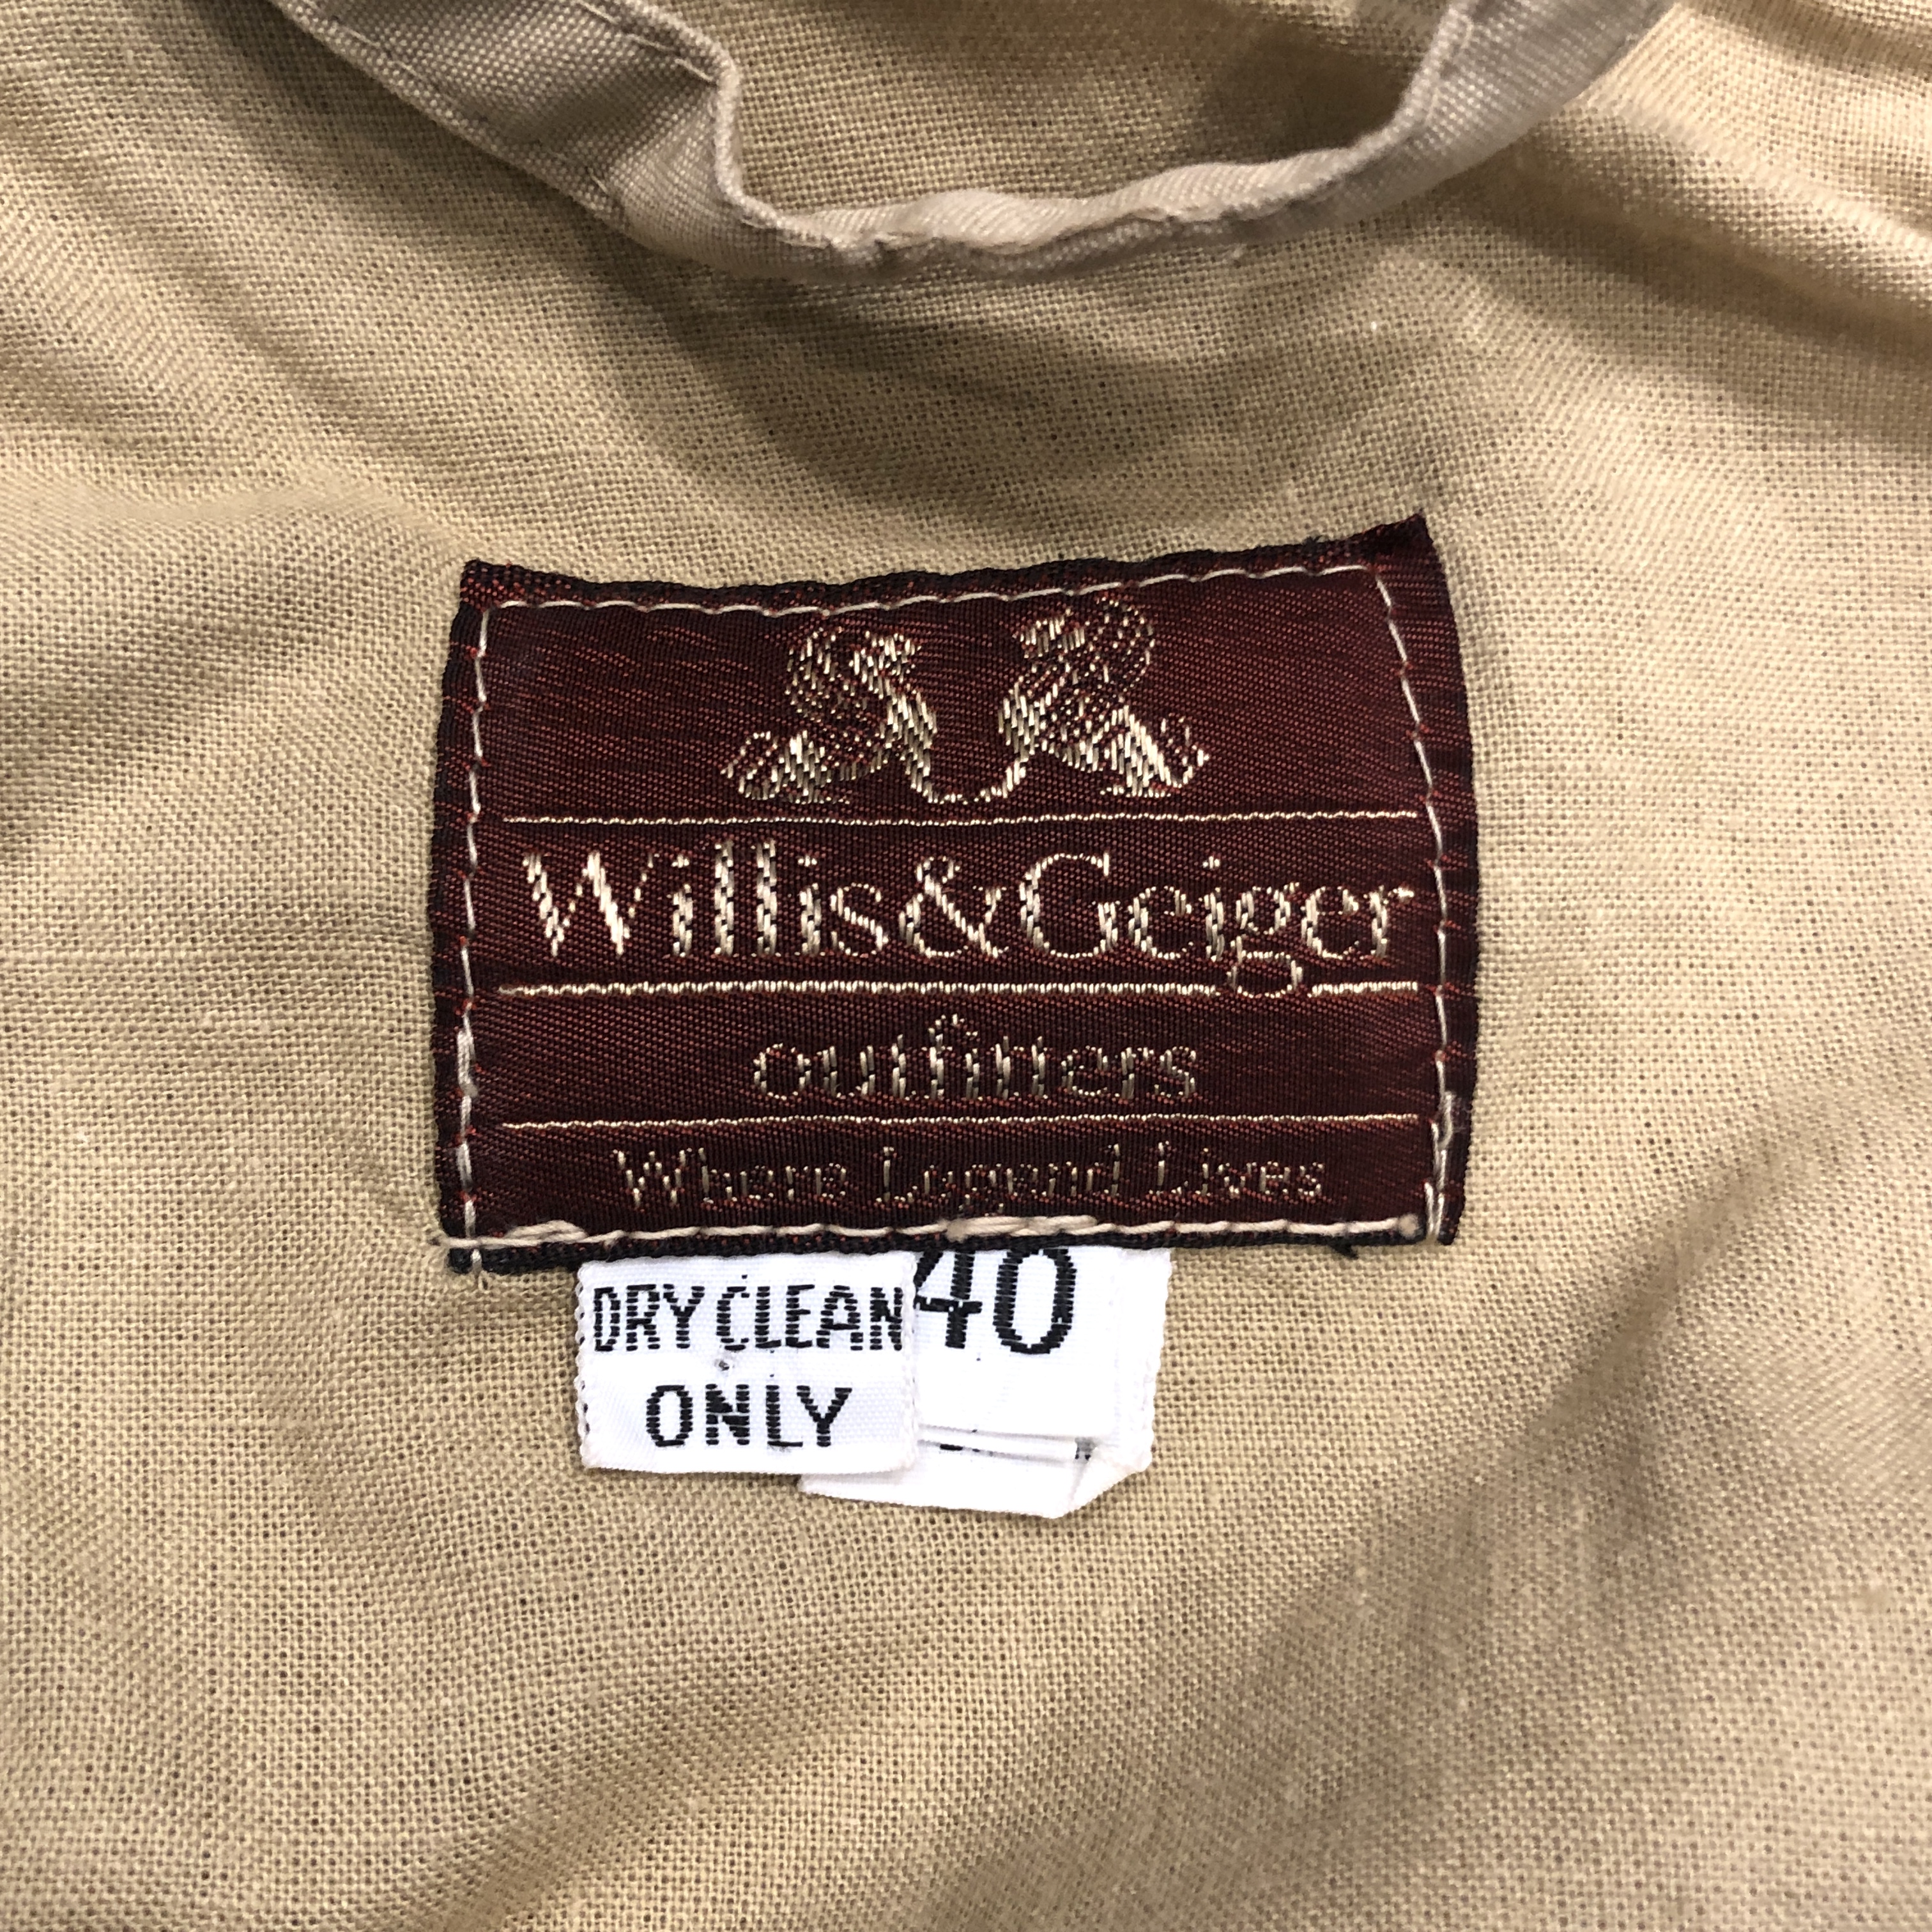 Willis&Geiger
outfitters
Where Legend Lives
DRY CLEAN
ONLY
40